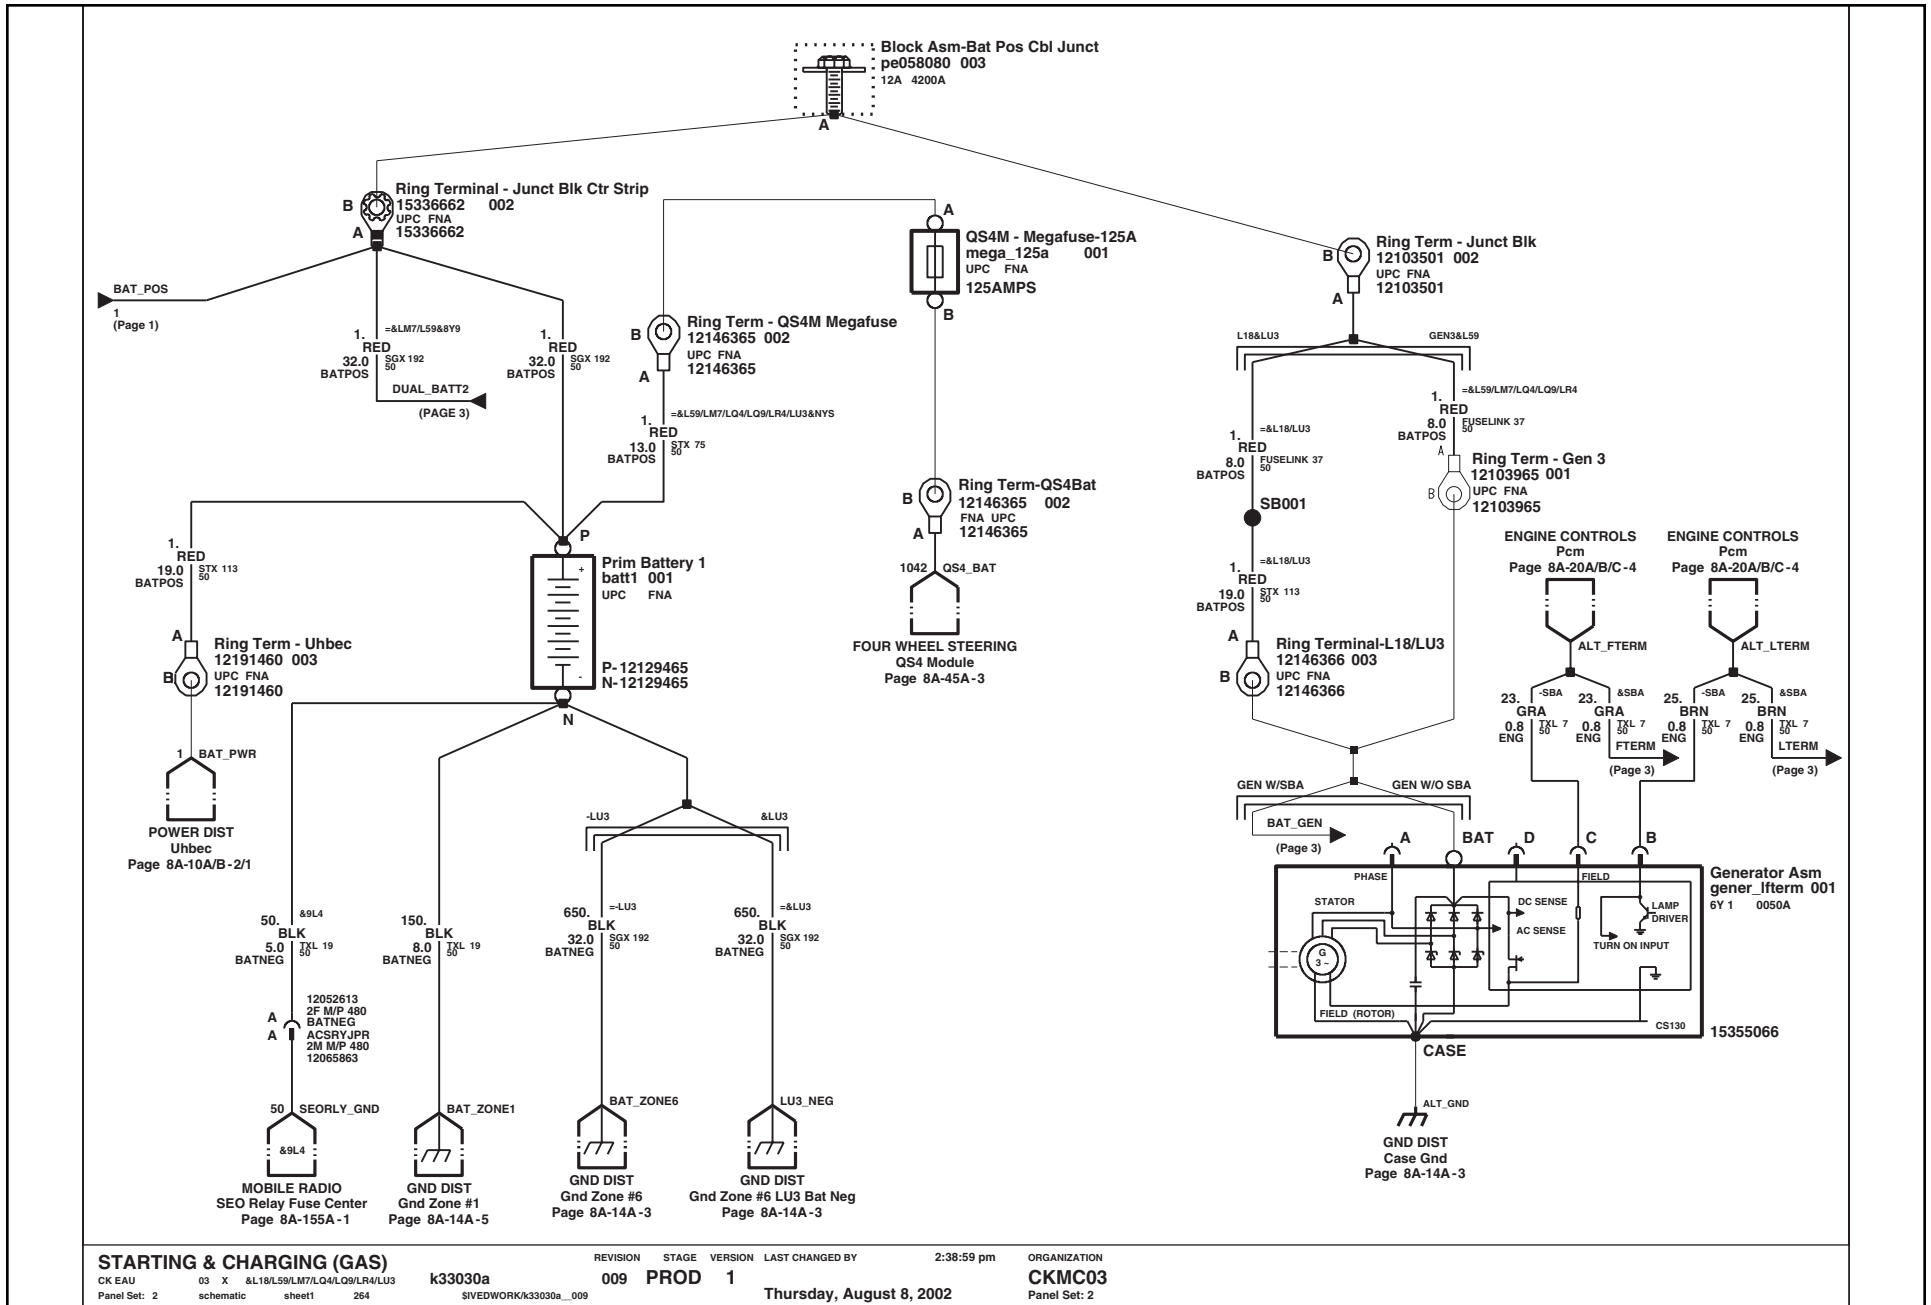 Block Asm-Bat Pos Cbl Junct
pe058080 003
12A 4200A
A
B
Ring Terminal - Junct Blk Ctr Strip
15336662 002
UPC FNA
15336662
A
BAT_POS
1
(Page 1)
=&LM7/L59&8Y9
1.
RED
32.0
SGX 192
50
BATPOS
DUAL_BATT2
(PAGE 3)
1.
RED
32.0
SGX 192
50
BATPOS
B
Ring Term - QS4M Megafuse
12146365 002
UPC FNA
12146365
A
=&L59/LM7/LQ4/LQ9/LR4/LU3&NYS
1.
RED
13.0
STX 75
50
BATPOS
A
QS4M - Megafuse-125A
mega_125a 001
UPC FNA
125AMPS
B
B
Ring Term-QS4Bat
12146365 002
FNA UPC
12146365
A
1042 QS4_BAT
FOUR WHEEL STEERING
QS4 Module
Page 8A-45A-3
B
Ring Term - Junct Blk
12103501 002
UPC FNA
12103501
A
L18&LU3
GEN3&L59
=&L18/LU3
1.
RED
8.0
FUSELINK 37
50
BATPOS
SB001
=&L18/LU3
1.
RED
19.0
STX 113
50
BATPOS
A
Ring Terminal-L18/LU3
12146366 003
B
UPC FNA
12146366
=&L59/LM7/LQ4/LQ9/LR4
1.
RED
8.0
FUSELINK 37
50
BATPOS
A
Ring Term - Gen 3
12103965 001
B
UPC FNA
12103965
1.
RED
19.0
STX 113
50
BATPOS
A
Ring Term - Uhbec
12191460 003
B
UPC FNA
12191460
1 BAT_PWR
POWER DIST
Uhbec
Page 8A-10A/B-2/1
P
+
Prim Battery 1
batt1 001
UPC FNA
P-12129465
N-12129465
-
N
&9L4
50.
BLK
5.0
TXL 19
50
BATNEG
12052613
2F M/P 480
A
BATNEG
A
ACSRYJPR
2M M/P 480
12065863
50 SEORLY_GND
&9L4
MOBILE RADIO
SEO Relay Fuse Center
Page 8A-155A-1
150.
BLK
8.0
TXL 19
50
BATNEG
BAT_ZONE1
GND DIST
Gnd Zone #1
Page 8A-14A-5
-LU3
&LU3
=-LU3
650.
BLK
32.0
SGX 192
50
BATNEG
BAT_ZONE6
GND DIST
Gnd Zone #6
Page 8A-14A-3
=&LU3
650.
BLK
32.0
SGX 192
50
BATNEG
LU3_NEG
GND DIST
Gnd Zone #6 LU3 Bat Neg
Page 8A-14A-3
ENGINE CONTROLS
Pcm
Page 8A-20A/B/C-4
ALT_FTERM
-SBA
23.
GRA
0.8
TXL 7
50
ENG
&SBA
23.
GRA
0.8
TXL 7
50
ENG
FTERM
(Page 3)
ENGINE CONTROLS
Pcm
Page 8A-20A/B/C-4
ALT_LTERM
-SBA
25.
BRN
0.8
TXL 7
50
ENG
&SBA
25.
BRN
0.8
TXL 7
50
ENG
LTERM
(Page 3)
GEN W/SBA
GEN W/O SBA
BAT_GEN
(Page 3)
A
BAT
D
C
B
PHASE
FIELD
Generator Asm
gener_lfterm 001
6Y 1 0050A
STATOR
DC SENSE
AC SENSE
LAMP
DRIVER
TURN ON INPUT
G
3 ~
FIELD (ROTOR)
CS130
15355066
CASE
ALT_GND
GND DIST
Case Gnd
Page 8A-14A-3
STARTING & CHARGING (GAS)
CK EAU 03 X &L18/L59/LM7/LQ4/LQ9/LR4/LU3 k33030a
Panel Set: 2 schematic sheet1 264 $IVEDWORK/k33030a__009
REVISION STAGE VERSION LAST CHANGED BY 2:38:59 pm
009 PROD 1
Thursday, August 8, 2002
ORGANIZATION
CKMC03
Panel Set: 2